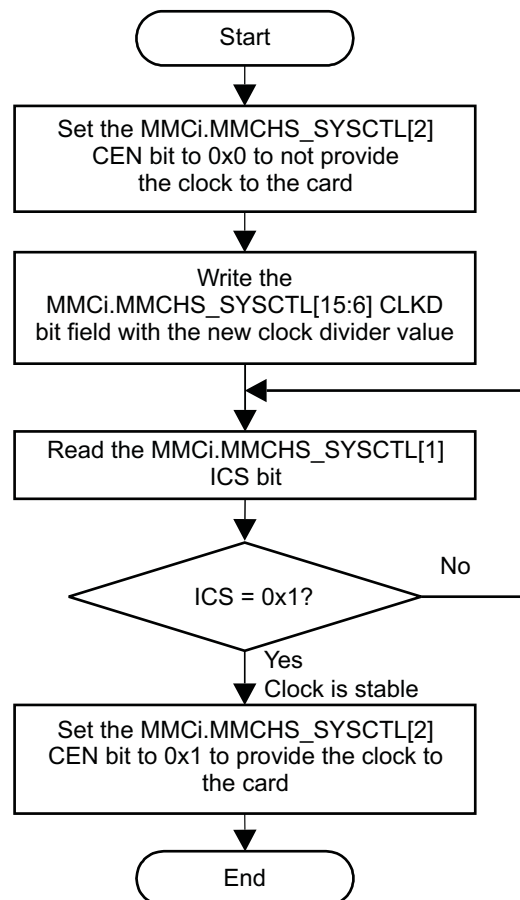 Start
Set the MMCi.MMCHS_SYSCTL[2]
CEN bit to 0x0 to not provide
the clock to the card
Write the
MMCi.MMCHS_SYSCTL[15:6] CLKD
bit field with the new clock divider value
Read the MMCi.MMCHS_SYSCTL[1]
ICS bit
ICS = 0x1?
No
Yes
Clock is stable
Set the MMCi.MMCHS_SYSCTL[2]
CEN bit to 0x1 to provide the clock to
the card
End